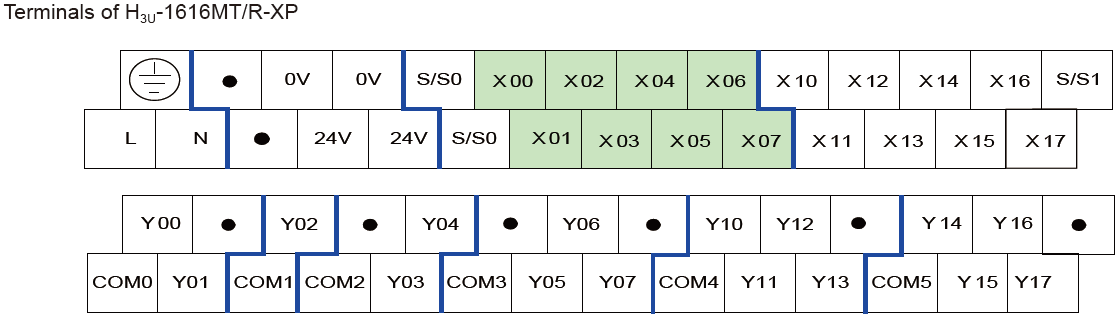 Terminals of H3U-1616MT/R-XP
● 0V 0V S/S0 X00 X02 X04 X06 X10 X12 X14 X16 S/S1
L N ● 24V 24V S/S0 X01 X03 X05 X07 X11 X13 X15 X17
Y00 ● Y02 ● Y04 ● Y06 ● Y10 Y12 ● Y14 Y16 ●
COM0 Y01 COM1 COM2 Y03 COM3 Y05 Y07 COM4 Y11 Y13 COM5 Y15 Y17